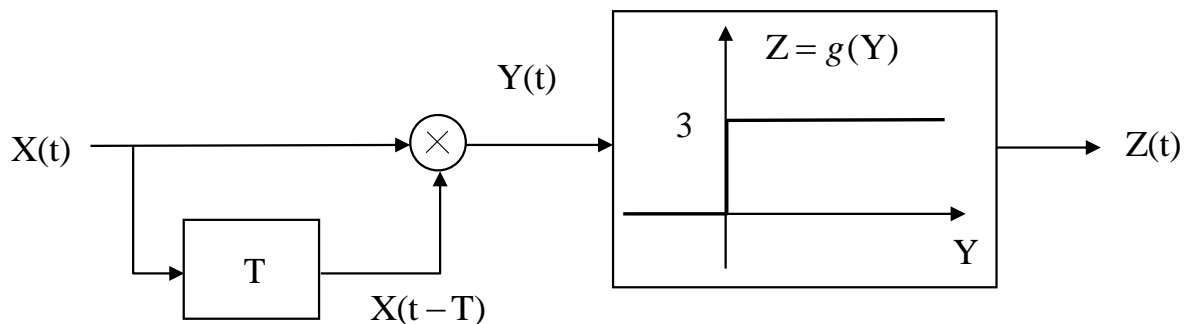 Z = g(Y)
Y(t)
3
X(t)
×
Z(t)
Y
T
X(t – T)